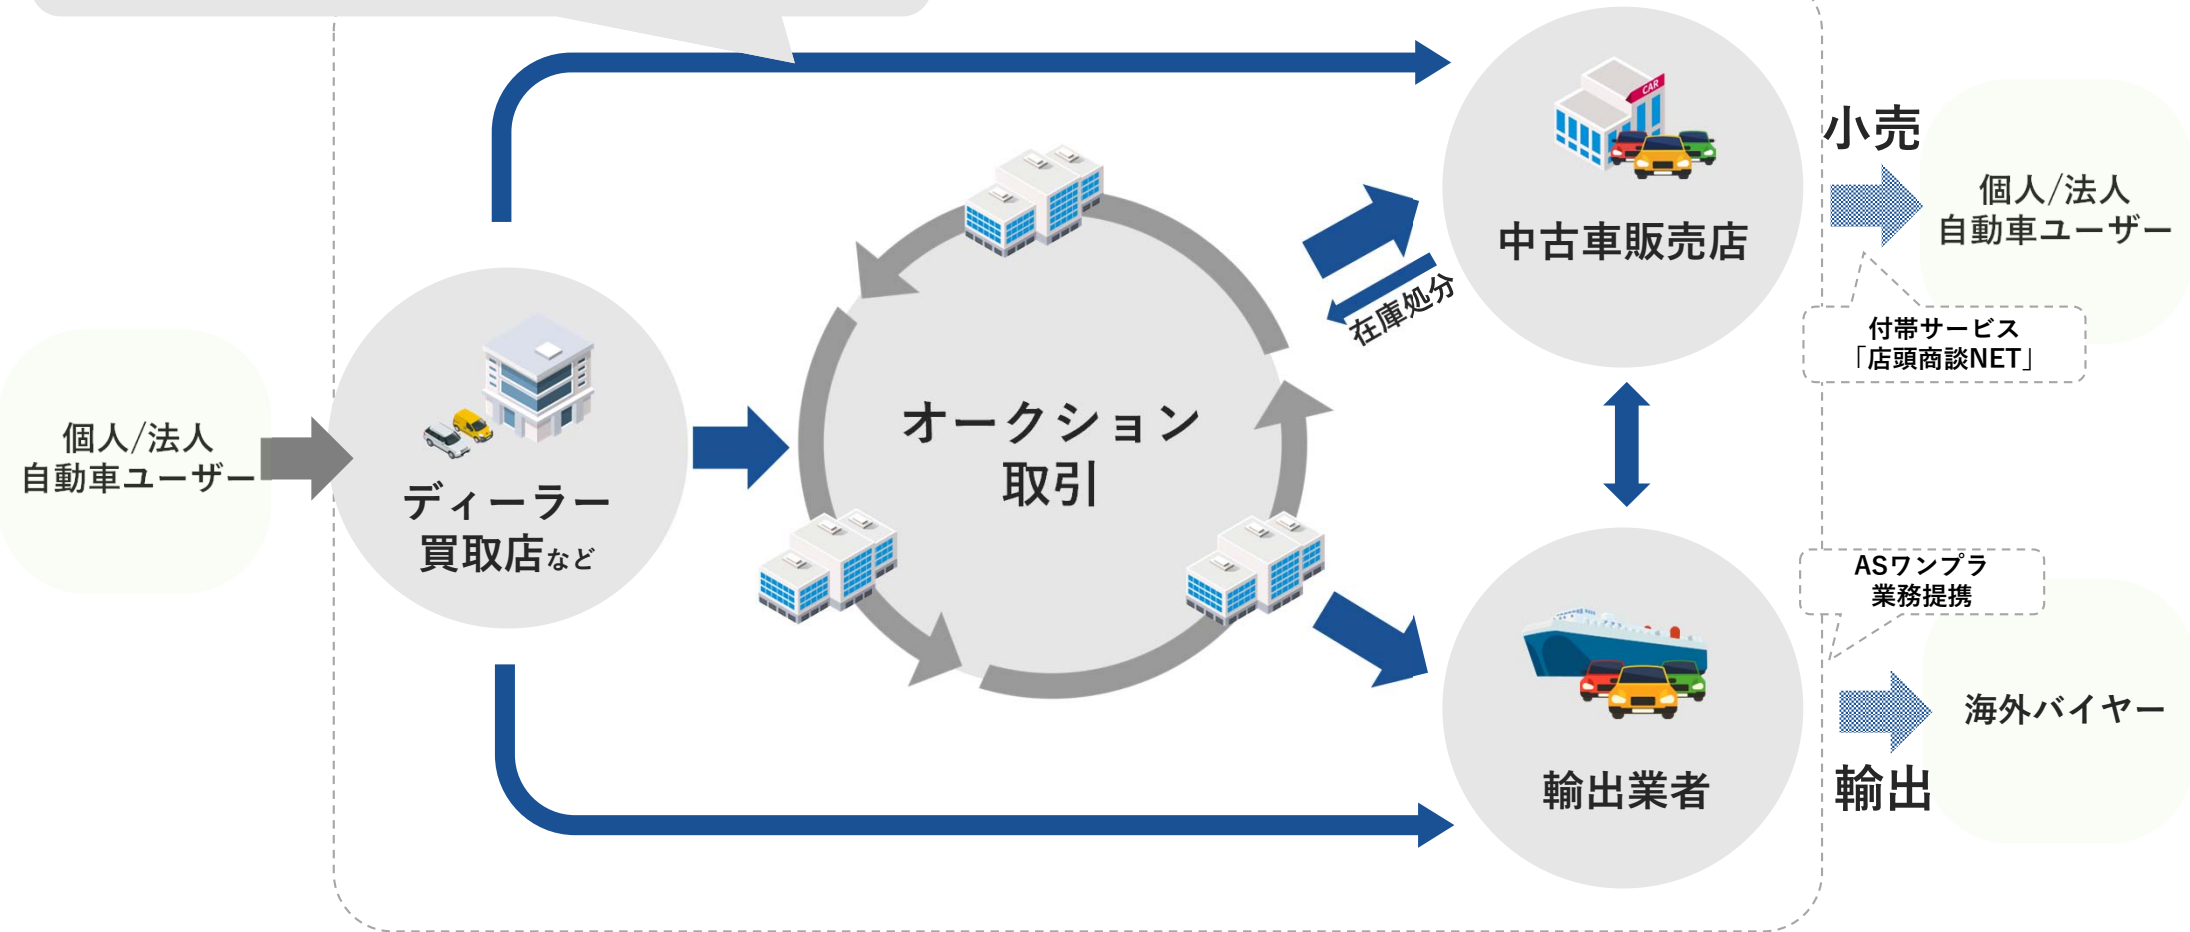 CAR
小売
中古車販売店
個人/法人
自動車ユーザー
在庫処分
付帯サービス
「店頭商談NET」
個人/法人
自動車ユーザー
ディーラー
買取店など
オークション
取引
ASワンプラ
業務提携
輸出業者
海外バイヤー
輸出